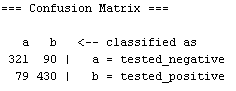 === Confusion Matrix ===
a b <-- classified as
321 90 | a = tested_negative
79 430 | b = tested_positive